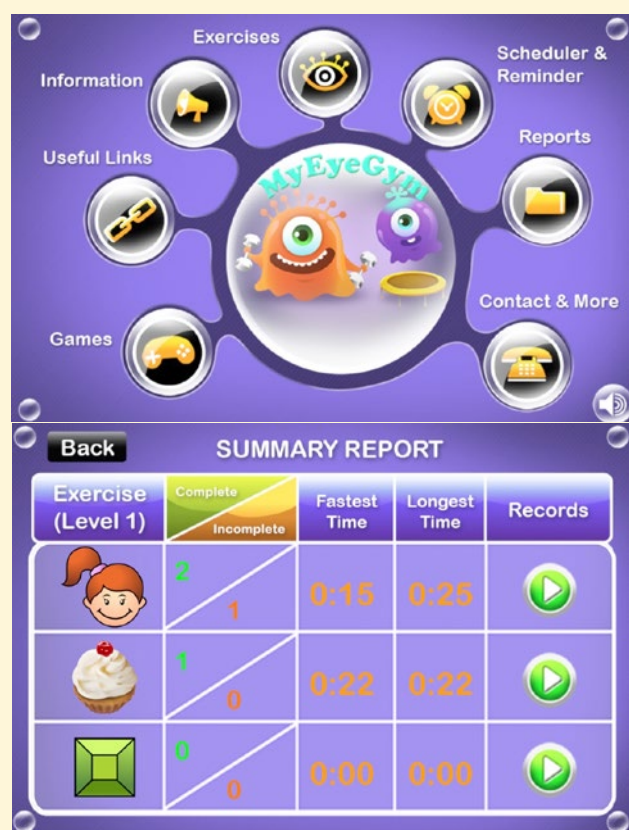 Exercises
Scheduler &
Reminder
Information
Reports
Useful Links
MyEyeGym
Contact & More
Games
Back
SUMMARY REPORT
Exercise
(Level 1)
Complete
Incomplete
Fastest
Time
Longest
Time
Records
2
1
0:15
0:25
1
0
0:22
0:22
0
0
0:00
0:00